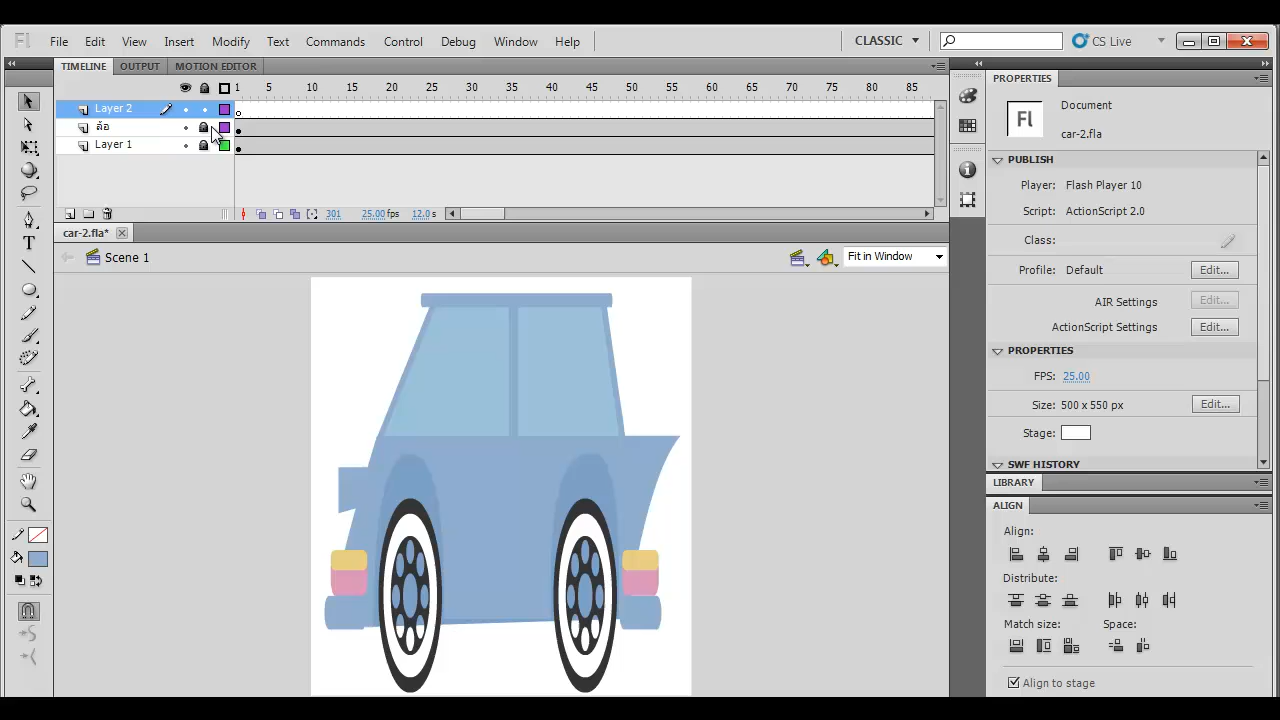 Fl File Edit View Insert Modify Text Commands Control Debug Window Help CLASSIC CS Live
TIMELINE OUTPUT MOTION EDITOR
1 5 10 15 20 25 30 35 40 45 50 55 60 65 70 75 80 85
Layer 2
ล้อ
Layer 1
301 25.00 fps 12.0 s
car-2.fla*
Scene 1 Fit in Window
PROPERTIES
Fl Document
car-2.fla
PUBLISH
Player: Flash Player 10
Script: ActionScript 2.0
Class:
Profile: Default Edit...
AIR Settings Edit...
ActionScript Settings Edit...
PROPERTIES
FPS: 25.00
Size: 500 x 550 px Edit...
Stage:
SWF HISTORY
LIBRARY
ALIGN
Align:
Distribute:
Match size: Space:
Align to stage